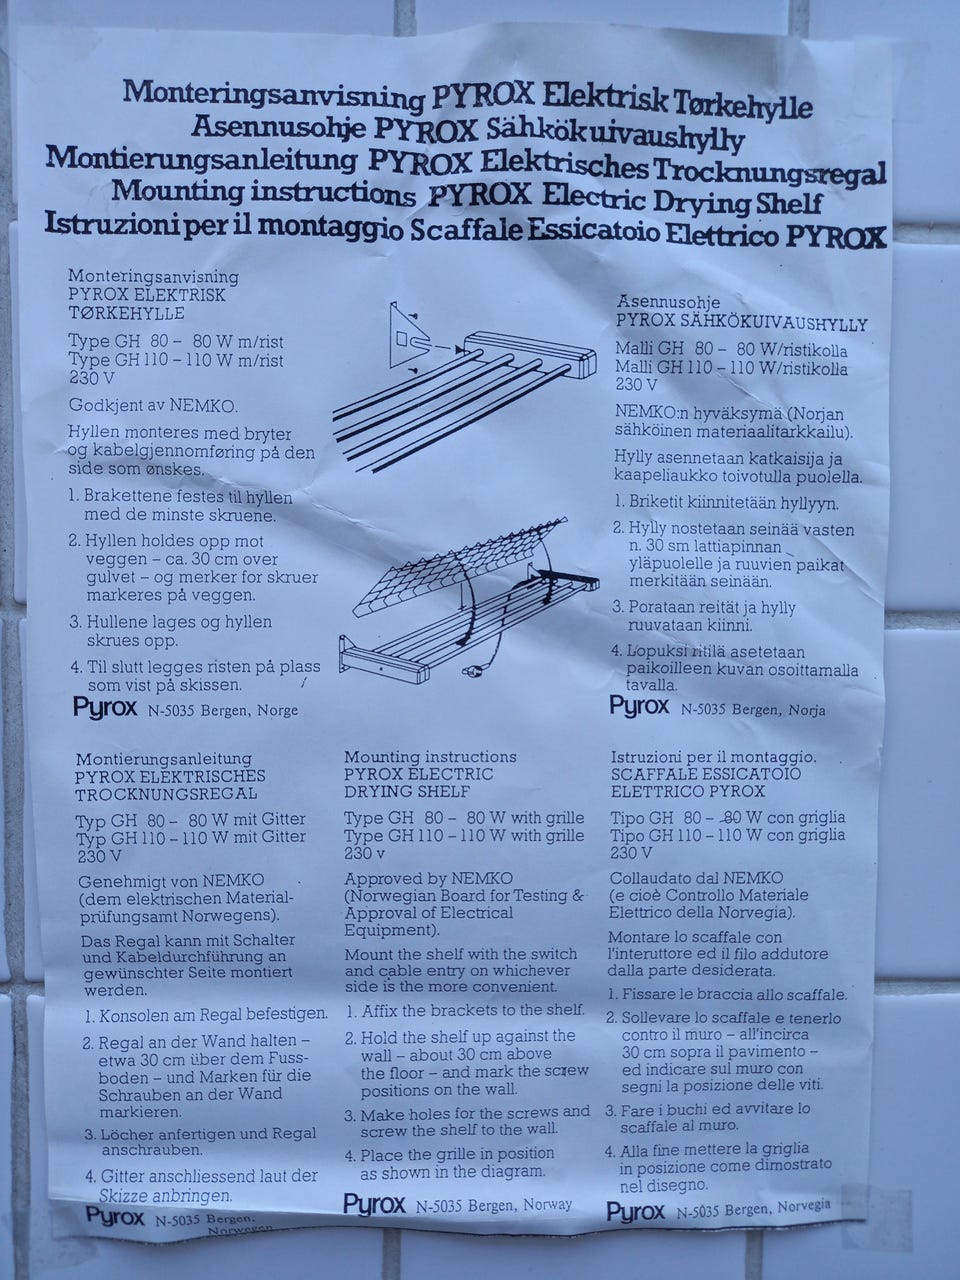 Monteringsanvisning PYROX Elektrisk Tørkehylle
Asennusohje PYROX Sähkökuivaushylly
Montierungsanleitung PYROX Elektrisches Trocknungsregal
Mounting instructions PYROX Electric Drying Shelf
Istruzioni per il montaggio Scaffale Essicatoio Elettrico PYROX
Monteringsanvisning
PYROX ELEKTRISK
TØRKEHYLLE
Type GH 80 – 80 W m/rist
Type GH 110 – 110 W m/rist
230 V
Godkjent av NEMKO.
Hyllen monteres med bryter
og kabelgjennomføring på den
side som ønskes.
1. Brakettene festes til hyllen
med de minste skruene.
2. Hyllen holdes opp mot
veggen – ca. 30 cm over
gulvet – og merker for skruer
markeres på veggen.
3. Hullene lages og hyllen
skrues opp.
4. Til slutt legges risten på plass
som vist på skissen.
Pyrox N-5035 Bergen, Norge
Asennusohje
PYROX SÄHKÖKUIVAUSHYLLY
Malli GH 80 – 80 W/ristikolla
Malli GH 110 – 110 W/ristikolla
230 V
NEMKO:n hyväksymä (Norjan
sähköinen materiaalitarkkailu).
Hylly asennetaan katkaisija ja
kaapeliaukko toivotulla puolella.
1. Briketit kiinnitetään hyllyyn.
2. Hylly nostetaan seinää vasten
n. 30 sm lattiapinnan
yläpuolelle ja ruuvien paikat
merkitään seinään.
3. Porataan reität ja hylly
ruuvataan kiinni.
4. Lopuksi ritilä asetetaan
paikoilleen kuvan osoittamalla
tavalla.
Pyrox N-5035 Bergen, Norja
Montierungsanleitung
PYROX ELEKTRISCHES
TROCKNUNGSREGAL
Typ GH 80 – 80 W mit Gitter
Typ GH 110 – 110 W mit Gitter
230 V
Genehmigt von NEMKO
(dem elektrischen Material-
prüfungsamt Norwegens).
Das Regal kann mit Schalter
und Kabeldurchführung an
gewünschter Seite montiert
werden.
1. Konsolen am Regal befestigen.
2. Regal an der Wand halten –
etwa 30 cm über dem Fuss-
boden – und Marken für die
Schrauben an der Wand
markieren.
3. Löcher anfertigen und Regal
anschrauben.
4. Gitter anschliessend laut der
Skizze anbringen.
Pyrox N-5035 Bergen,
Norwegen
Mounting instructions
PYROX ELECTRIC
DRYING SHELF
Type GH 80 – 80 W with grille
Type GH 110 – 110 W with grille
230 v
Approved by NEMKO
(Norwegian Board for Testing &
Approval of Electrical
Equipment).
Mount the shelf with the switch
and cable entry on whichever
side is the more convenient.
1. Affix the brackets to the shelf.
2. Hold the shelf up against the
wall – about 30 cm above
the floor – and mark the screw
positions on the wall.
3. Make holes for the screws and
screw the shelf to the wall.
4. Place the grille in position
as shown in the diagram.
Pyrox N-5035 Bergen, Norway
Istruzioni per il montaggio.
SCAFFALE ESSICATOIO
ELETTRICO PYROX
Tipo GH 80 – 80 W con griglia
Tipo GH 110 – 110 W con griglia
230 V
Collaudato dal NEMKO
(e cioè Controllo Materiale
Elettrico della Norvegia).
Montare lo scaffale con
l'interuttore ed il filo addutore
dalla parte desiderata.
1. Fissare le braccia allo scaffale.
2. Sollevare lo scaffale e tenerlo
contro il muro – all'incirca
30 cm sopra il pavimento –
ed indicare sul muro con
segni la posizione delle viti.
3. Fare i buchi ed avvitare lo
scaffale al muro.
4. Alla fine mettere la griglia
in posizione come dimostrato
nel disegno.
Pyrox N-5035 Bergen, Norvegia